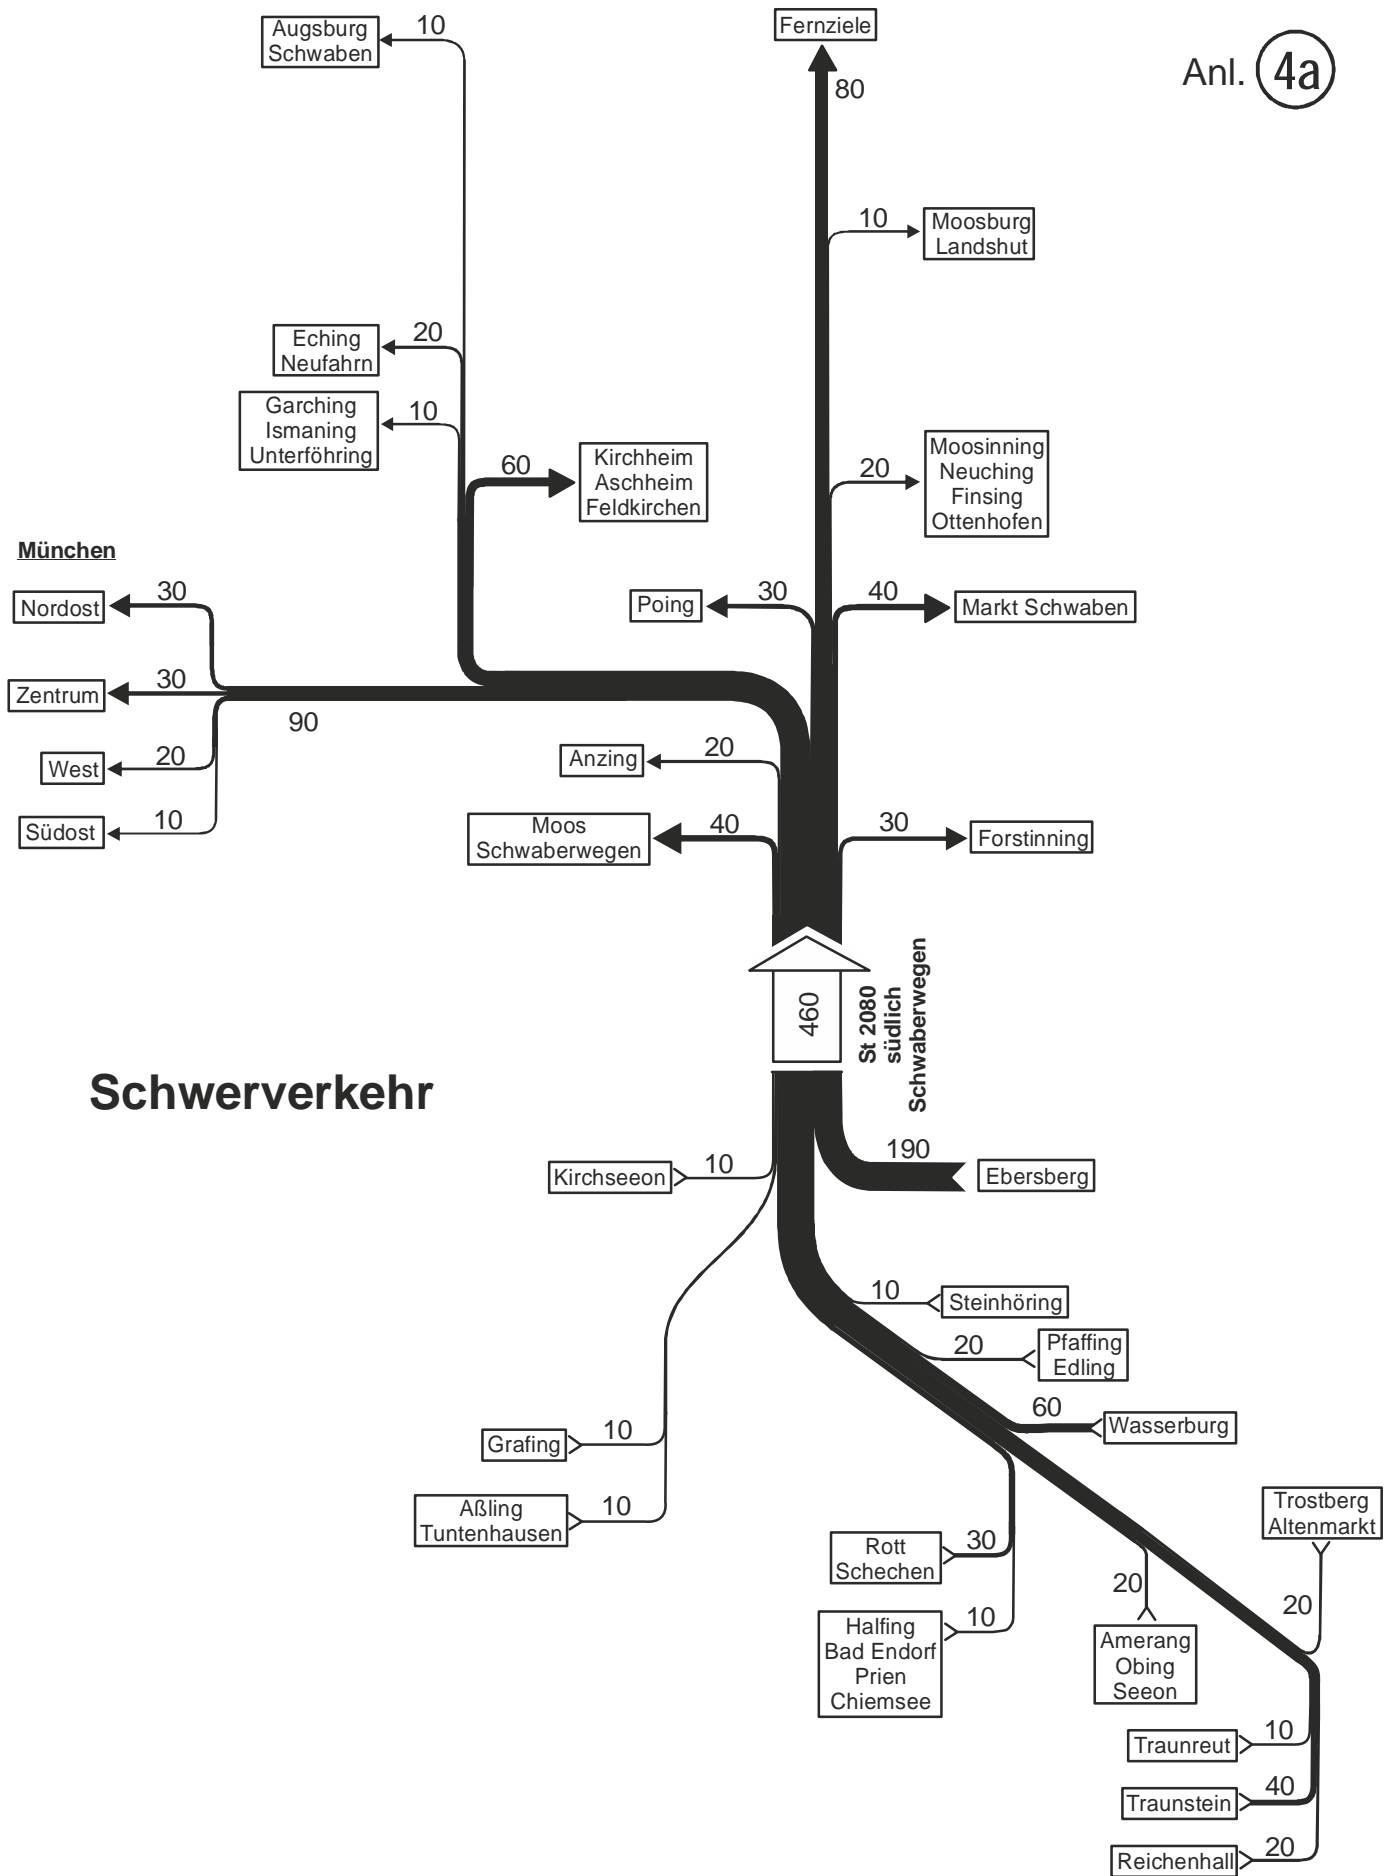 Anl. 4a
Augsburg
Schwaben
10
Fernziele
80
10
Moosburg
Landshut
Eching
Neufahrn
20
Garching
Ismaning
Unterföhring
10
60
Kirchheim
Aschheim
Feldkirchen
20
Moosinning
Neuching
Finsing
Ottenhofen
München
Nordost
30
Poing
30
40
Markt Schwaben
Zentrum
30
90
West
20
Südost
10
Anzing
20
Moos
Schwaberwegen
40
30
Forstinning
460
St 2080
südlich
Schwaberwegen
Schwerverkehr
Kirchseeon
10
190
Ebersberg
10
Steinhöring
20
Pfaffing
Edling
60
Wasserburg
Grafing
10
Aßling
Tuntenhausen
10
Rott
Schechen
30
Halfing
Bad Endorf
Prien
Chiemsee
10
20
Amerang
Obing
Seeon
Trostberg
Altenmarkt
20
Traunreut
10
Traunstein
40
Reichenhall
20